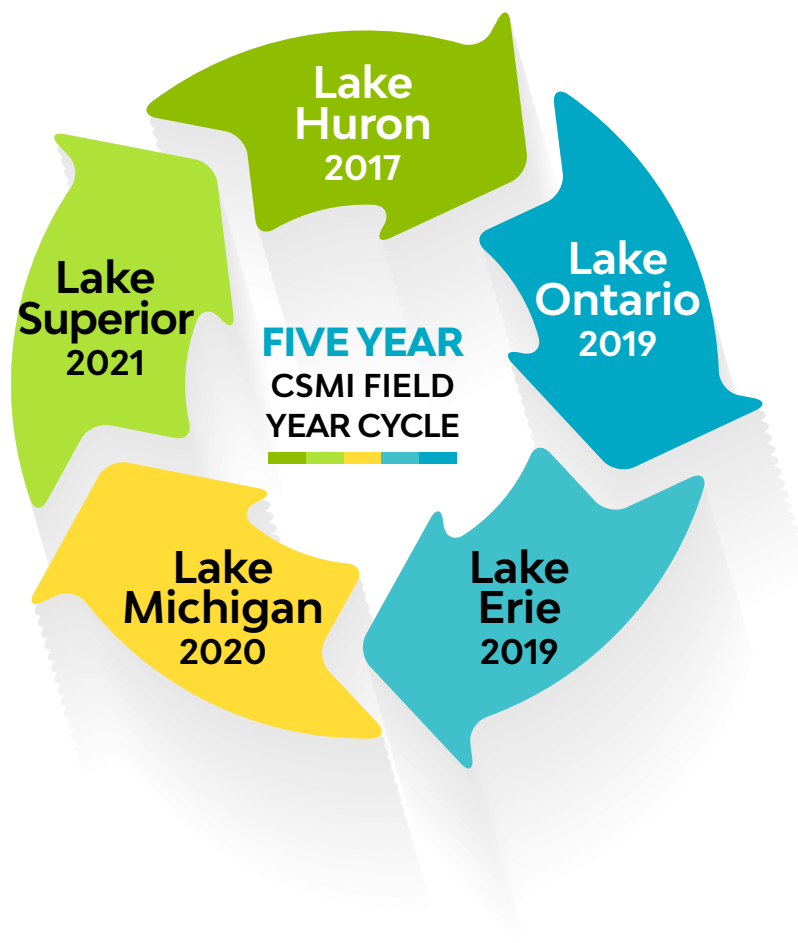 Lake
Huron
2017
Lake
Ontario
2019
Lake
Erie
2019
Lake
Michigan
2020
Lake
Superior
2021
FIVE YEAR
CSMI FIELD
YEAR CYCLE